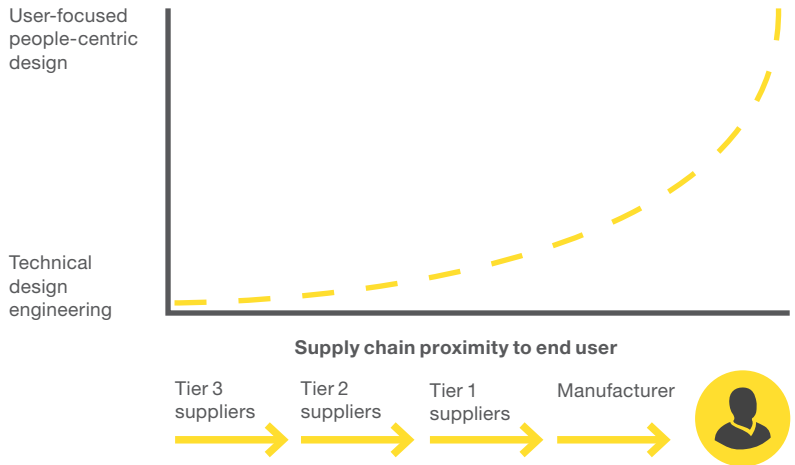 User-focused
people-centric
design
Technical
design
engineering
Supply chain proximity to end user
Tier 3
suppliers
Tier 2
suppliers
Tier 1
suppliers
Manufacturer